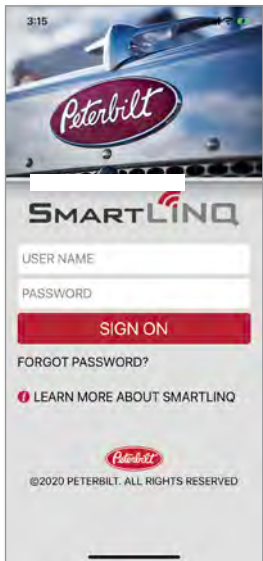 3:15
Peterbilt
SMARTLINQ
USER NAME
PASSWORD
SIGN ON
FORGOT PASSWORD?
i LEARN MORE ABOUT SMARTLINQ
Peterbilt
©2020 PETERBILT. ALL RIGHTS RESERVED